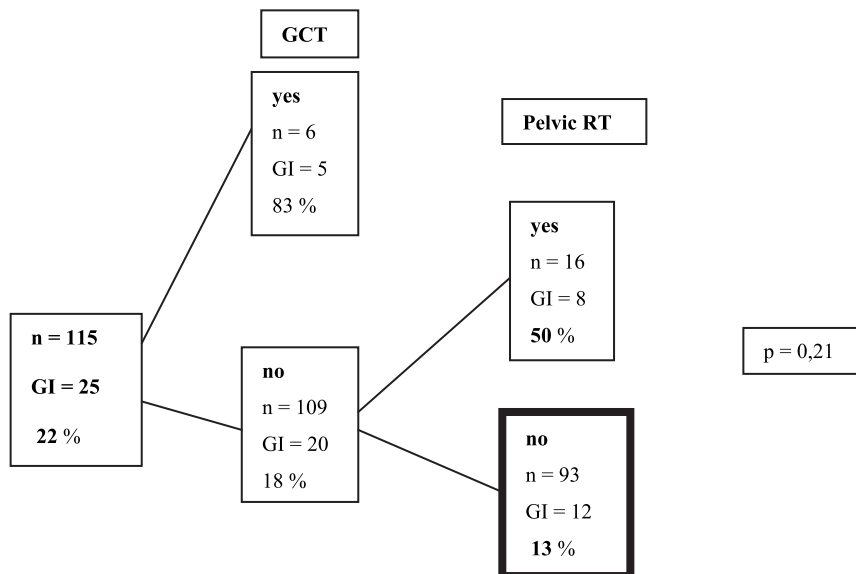 GCT
yes
n = 6
GI = 5
83 %
Pelvic RT
yes
n = 16
GI = 8
50 %
n = 115
GI = 25
22 %
no
n = 109
GI = 20
18 %
p = 0,21
no
n = 93
GI = 12
13 %